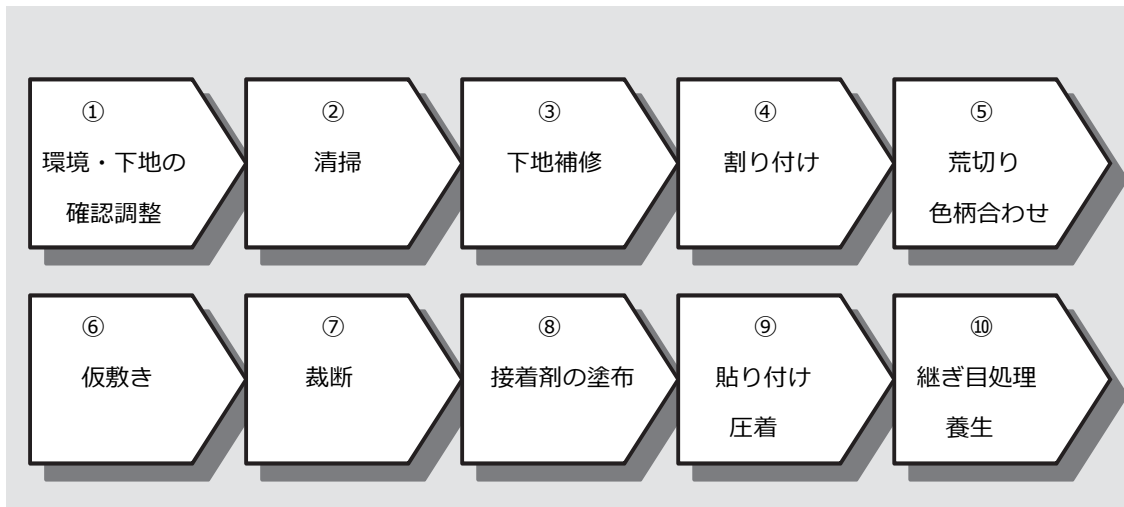 ①
環境・下地の
確認調整
②
清掃
③
下地補修
④
割り付け
⑤
荒切り
色柄合わせ
⑥
仮敷き
⑦
裁断
⑧
接着剤の塗布
⑨
貼り付け
圧着
⑩
継ぎ目処理
養生